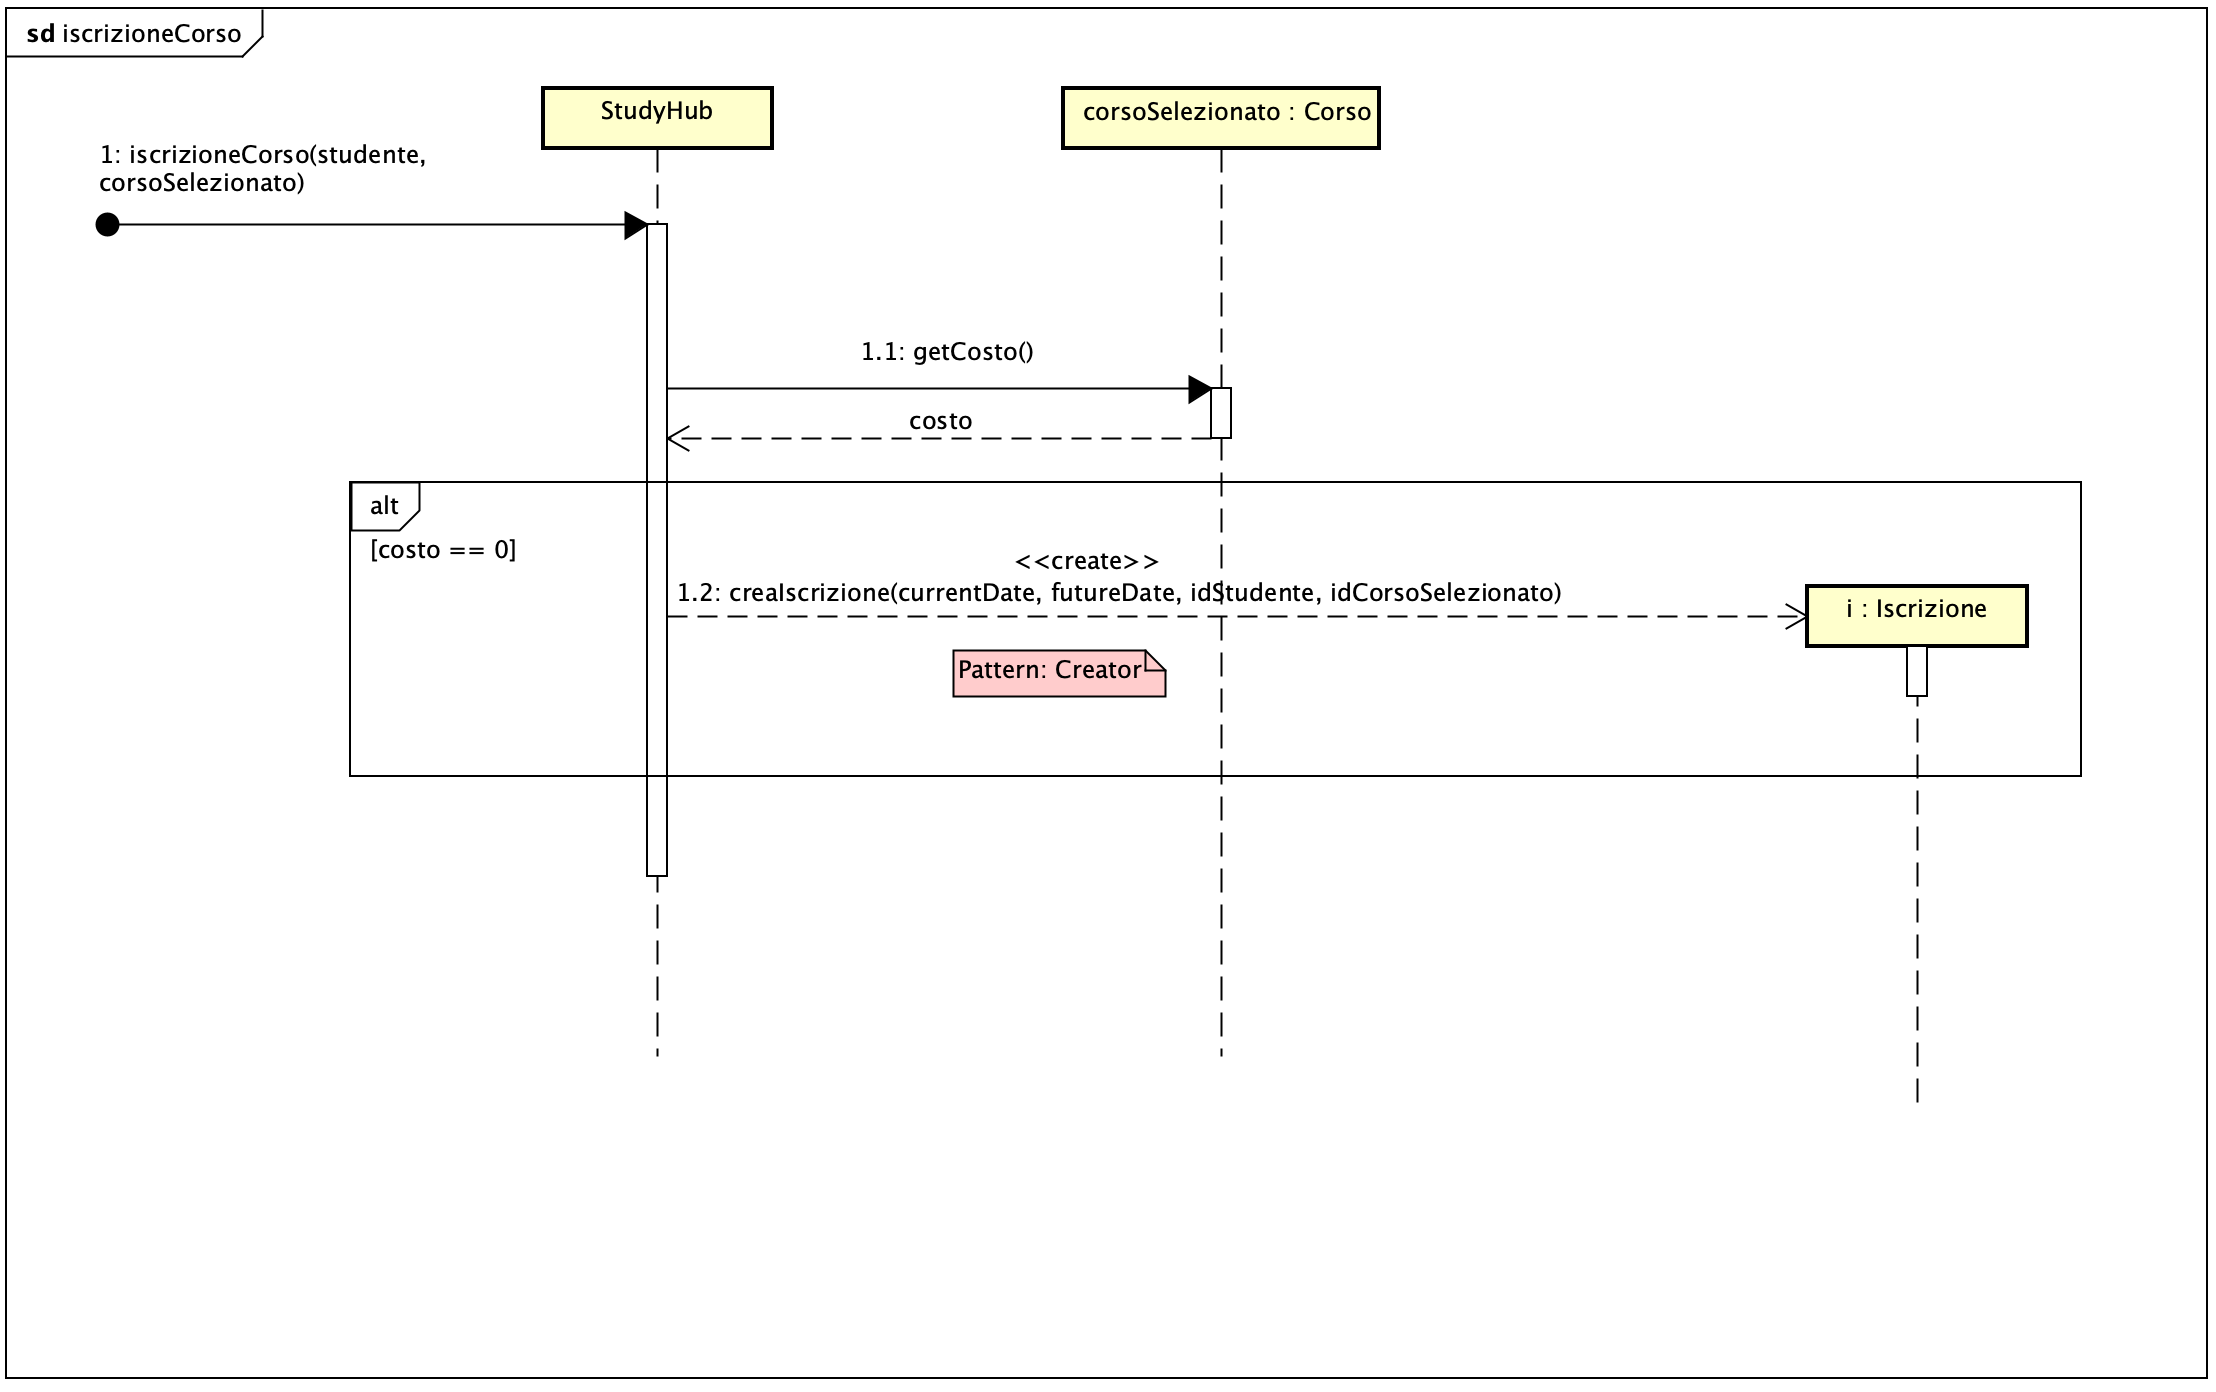 sd iscrizioneCorso
StudyHub
corsoSelezionato : Corso
1: iscrizioneCorso(studente,
corsoSelezionato)
1.1: getCosto()
costo
alt
[costo == 0]
<<create>>
1.2: creaIscrizione(currentDate, futureDate, idStudente, idCorsoSelezionato)
i : Iscrizione
Pattern: Creator